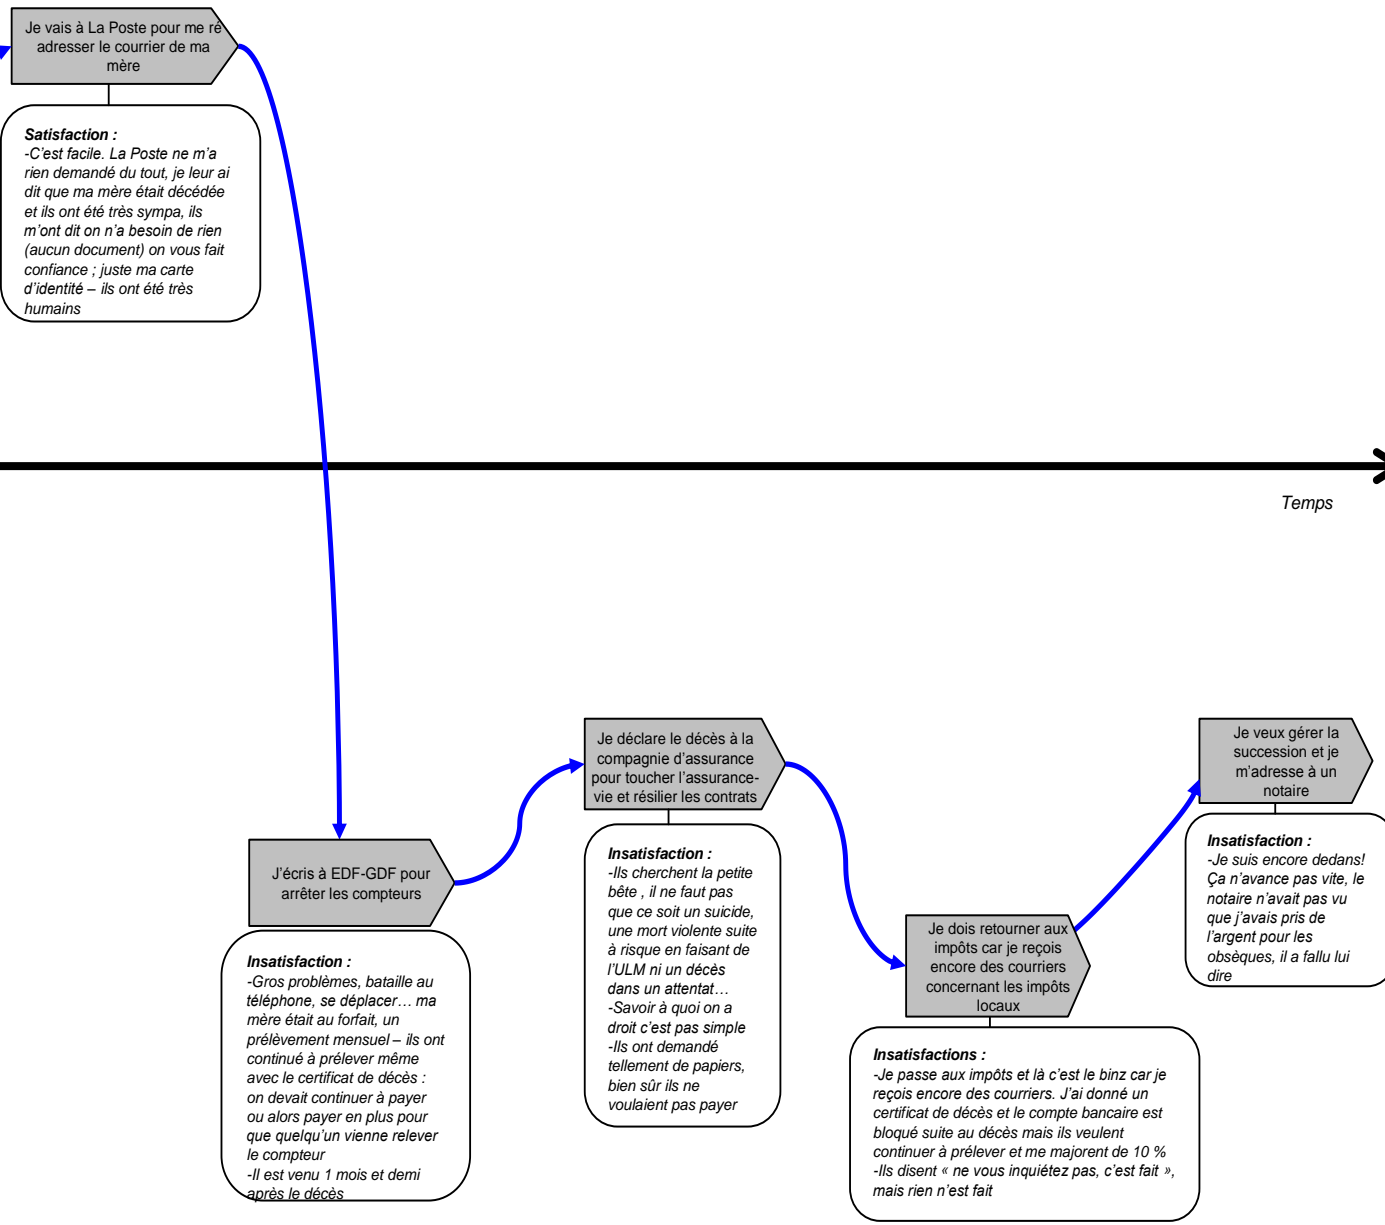 Je vais à La Poste pour me ré
adresser le courrier de ma
mère
Satisfaction :
-C'est facile. La Poste ne m'a
rien demandé du tout, je leur ai
dit que ma mère était décédée
et ils ont été très sympa, ils
m'ont dit on n'a besoin de rien
(aucun document) on vous fait
confiance ; juste ma carte
d'identité – ils ont été très
humains
Temps
J'écris à EDF-GDF pour
arrêter les compteurs
Insatisfaction :
-Gros problèmes, bataille au
téléphone, se déplacer… ma
mère était au forfait, un
prélèvement mensuel – ils ont
continué à prélever même
avec le certificat de décès :
on devait continuer à payer
ou alors payer en plus pour
que quelqu'un vienne relever
le compteur
-Il est venu 1 mois et demi
après le décès
Je déclare le décès à la
compagnie d'assurance
pour toucher l'assurance-
vie et résilier les contrats
Insatisfaction :
-Ils cherchent la petite
bête , il ne faut pas
que ce soit un suicide,
une mort violente suite
à risque en faisant de
l'ULM ni un décès
dans un attentat…
-Savoir à quoi on a
droit c'est pas simple
-Ils ont demandé
tellement de papiers,
bien sûr ils ne
voulaient pas payer
Je dois retourner aux
impôts car je reçois
encore des courriers
concernant les impôts
locaux
Insatisfactions :
-Je passe aux impôts et là c'est le binz car je
reçois encore des courriers. J'ai donné un
certificat de décès et le compte bancaire est
bloqué suite au décès mais ils veulent
continuer à prélever et me majorent de 10 %
-Ils disent « ne vous inquiétez pas, c'est fait »,
mais rien n'est fait
Je veux gérer la
succession et je
m'adresse à un
notaire
Insatisfaction :
-Je suis encore dedans!
Ça n'avance pas vite, le
notaire n'avait pas vu
que j'avais pris de
l'argent pour les
obsèques, il a fallu lui
dire